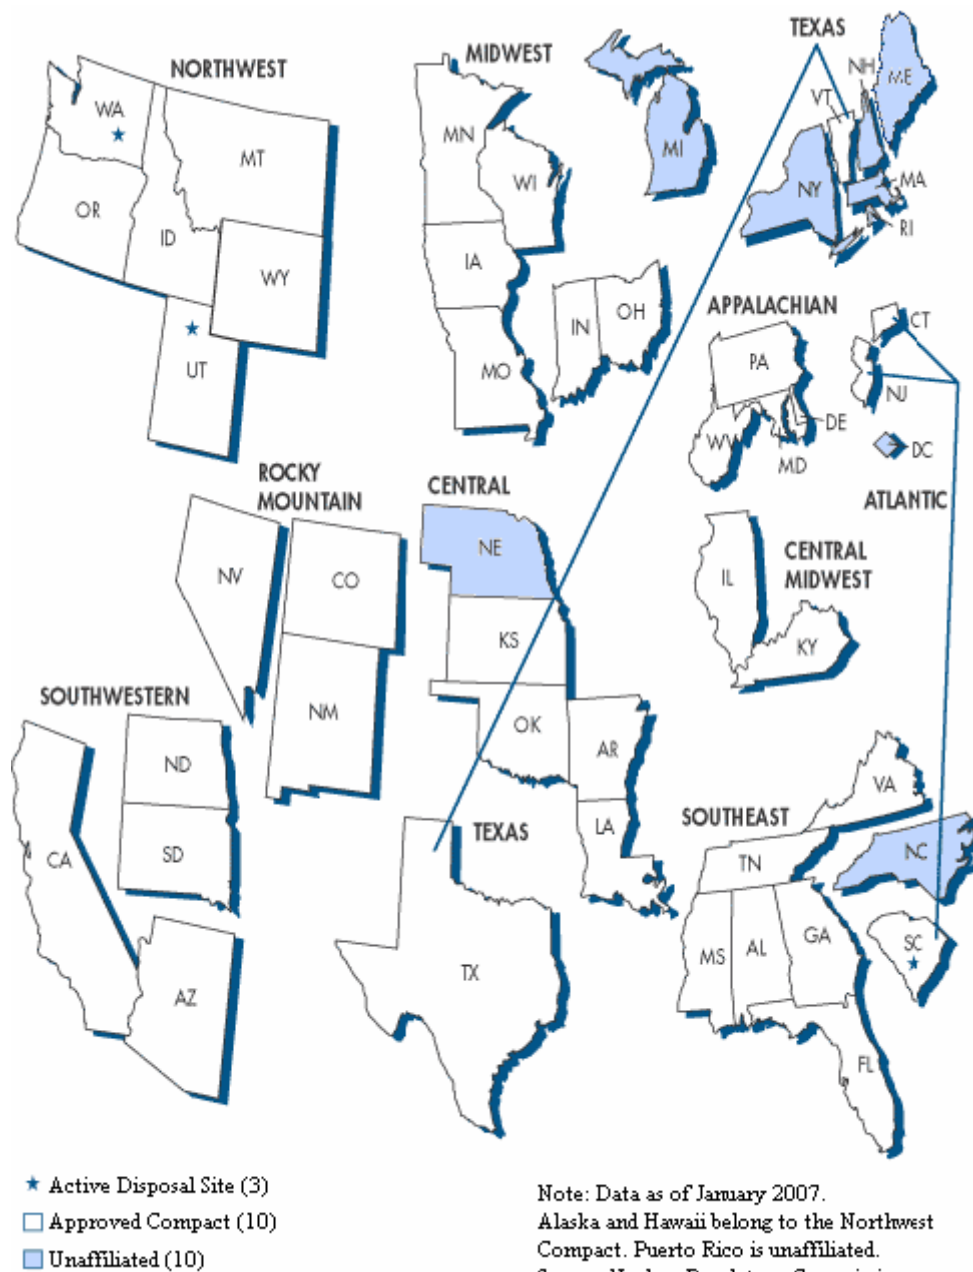 NORTHWEST
WA
MT
OR
ID
WY
UT
MIDWEST
MN
WI
MI
IA
IN
OH
MO
TEXAS
NH
ME
VT
NY
MA
RI
APPALACHIAN
PA
DE
WV
MD
CT
NJ
DC
ATLANTIC
ROCKY
MOUNTAIN
NV
CO
NM
CENTRAL
NE
KS
OK
AR
LA
CENTRAL
MIDWEST
IL
KY
SOUTHWESTERN
ND
CA
SD
AZ
TEXAS
TX
SOUTHEAST
VA
TN
NC
MS
AL
GA
SC
FL
Active Disposal Site (3)
Approved Compact (10)
Unaffiliated (10)
Note: Data as of January 2007.
Alaska and Hawaii belong to the Northwest
Compact. Puerto Rico is unaffiliated.